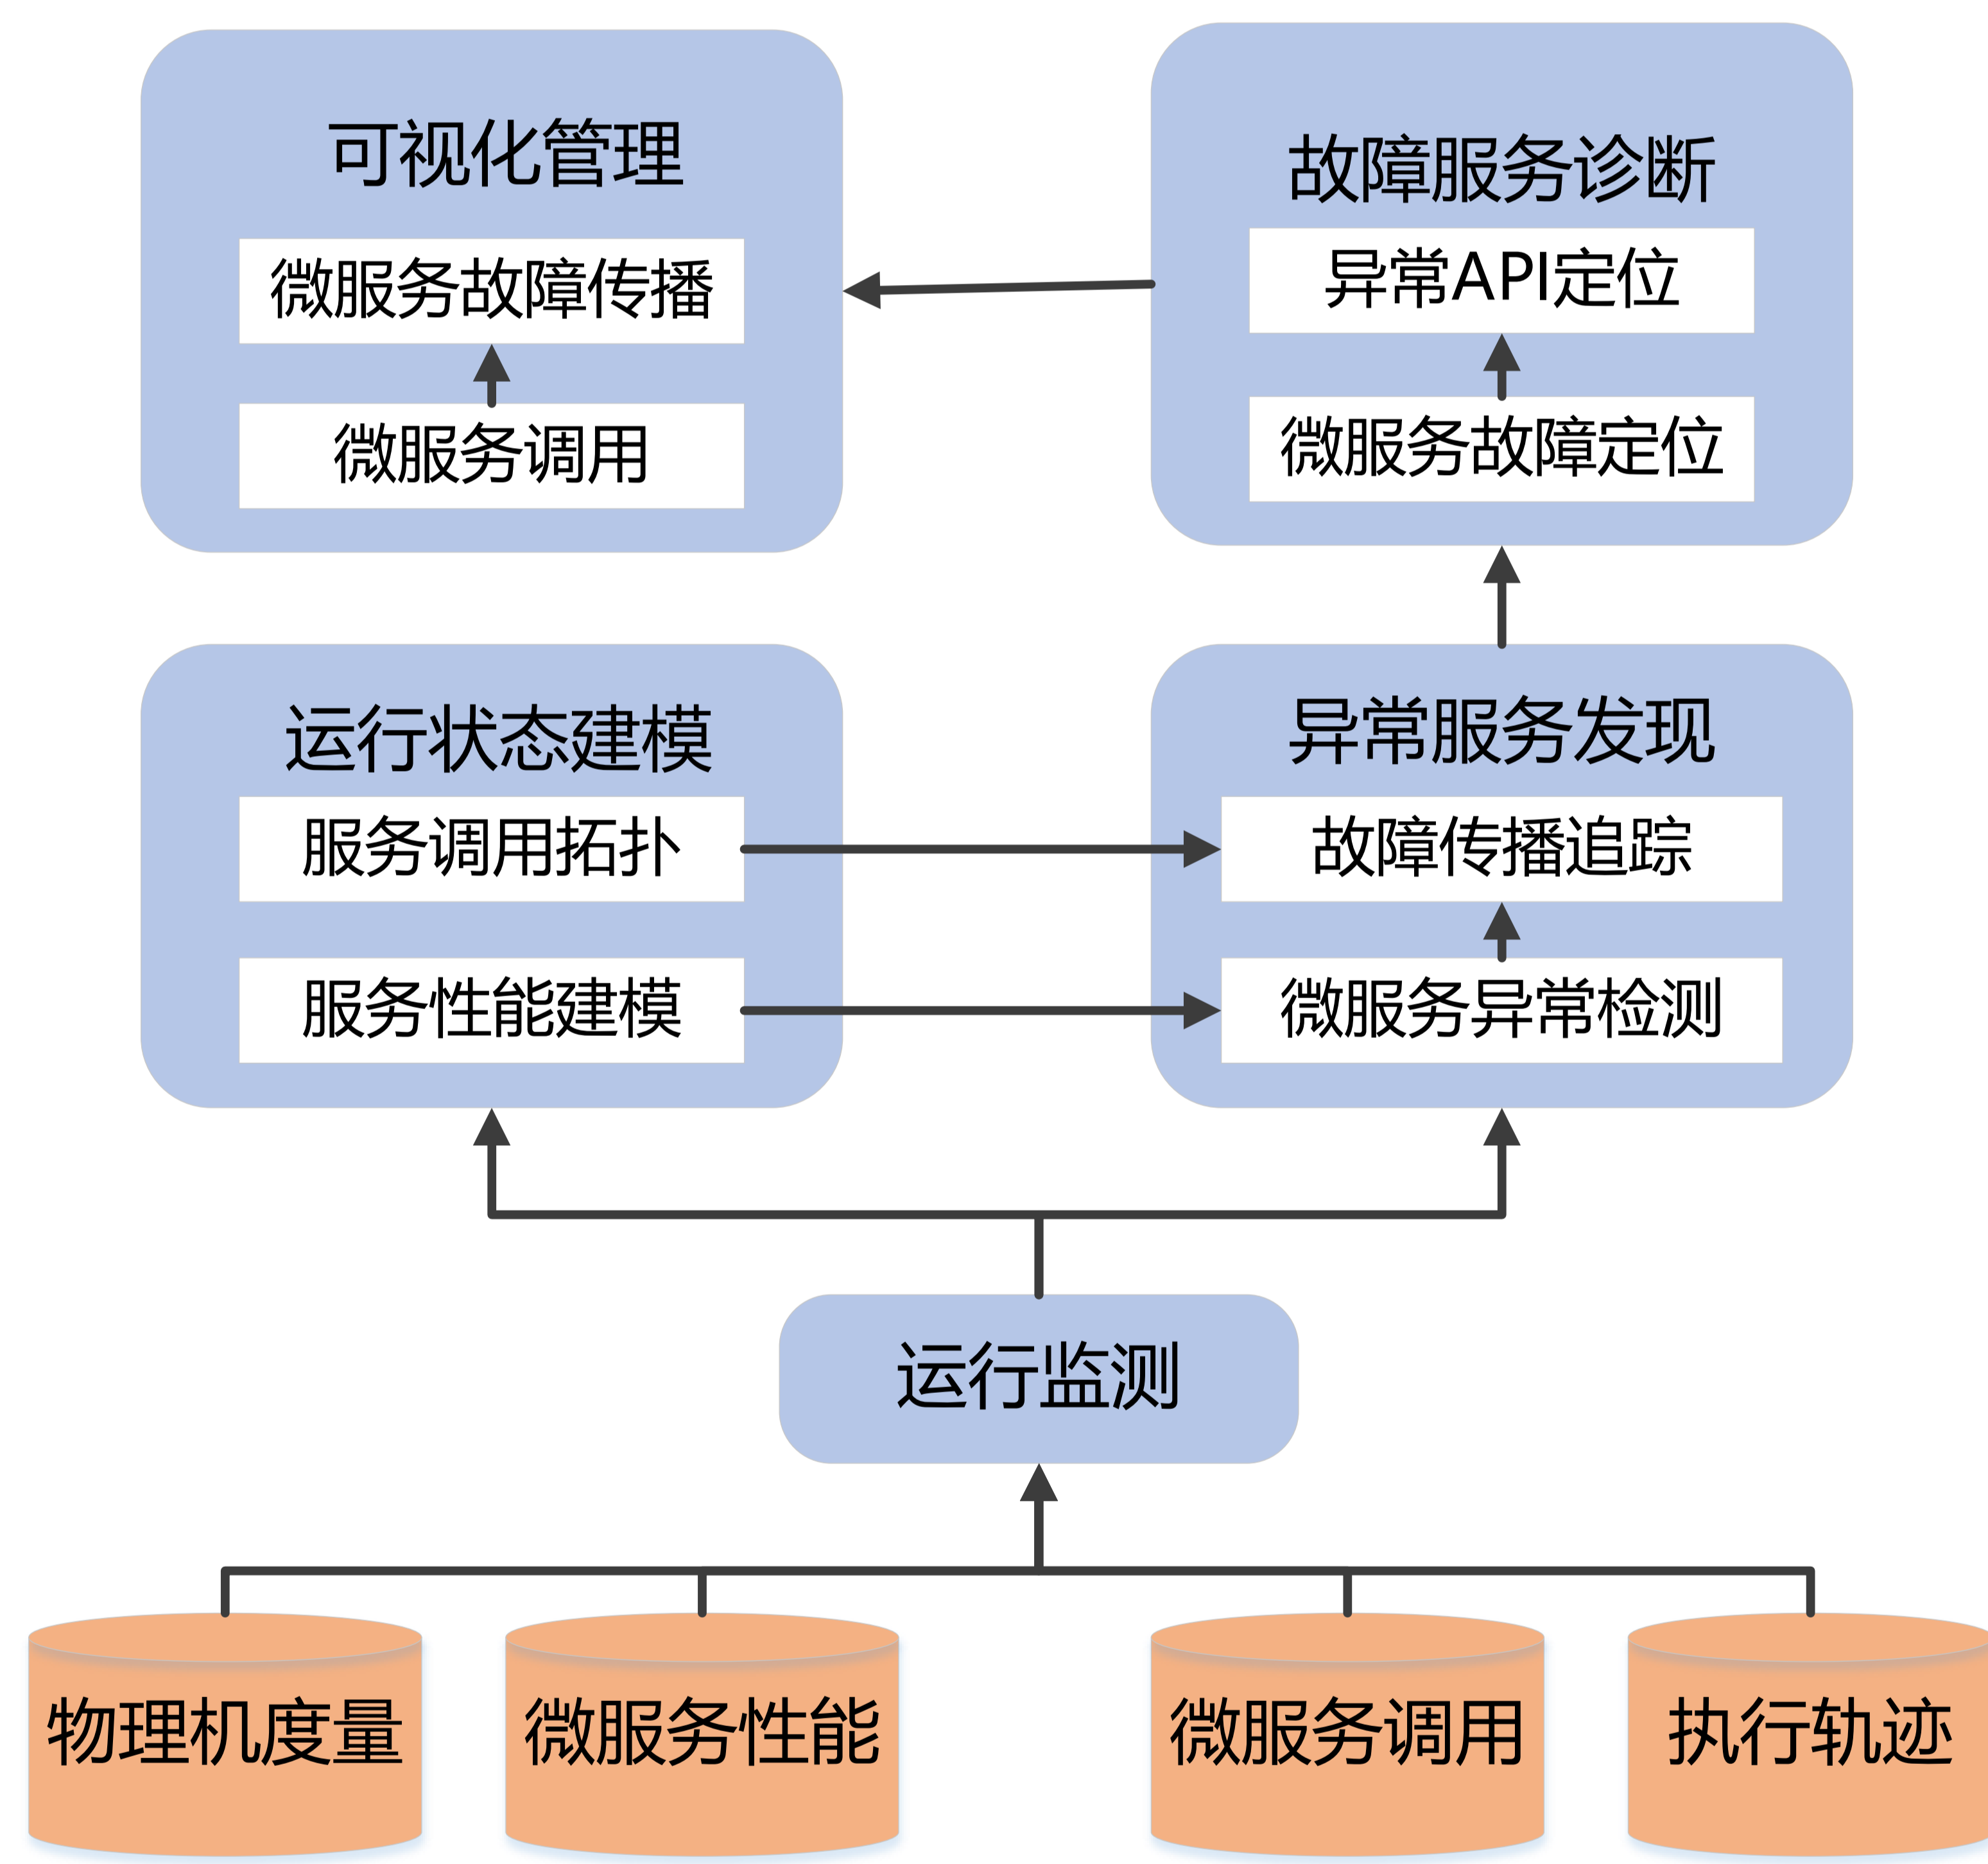 可视化管理
微服务故障传播
微服务调用
故障服务诊断
异常API定位
微服务故障定位
运行状态建模
服务调用拓扑
服务性能建模
异常服务发现
故障传播追踪
微服务异常检测
运行监测
物理机度量
微服务性能
微服务调用
执行轨迹